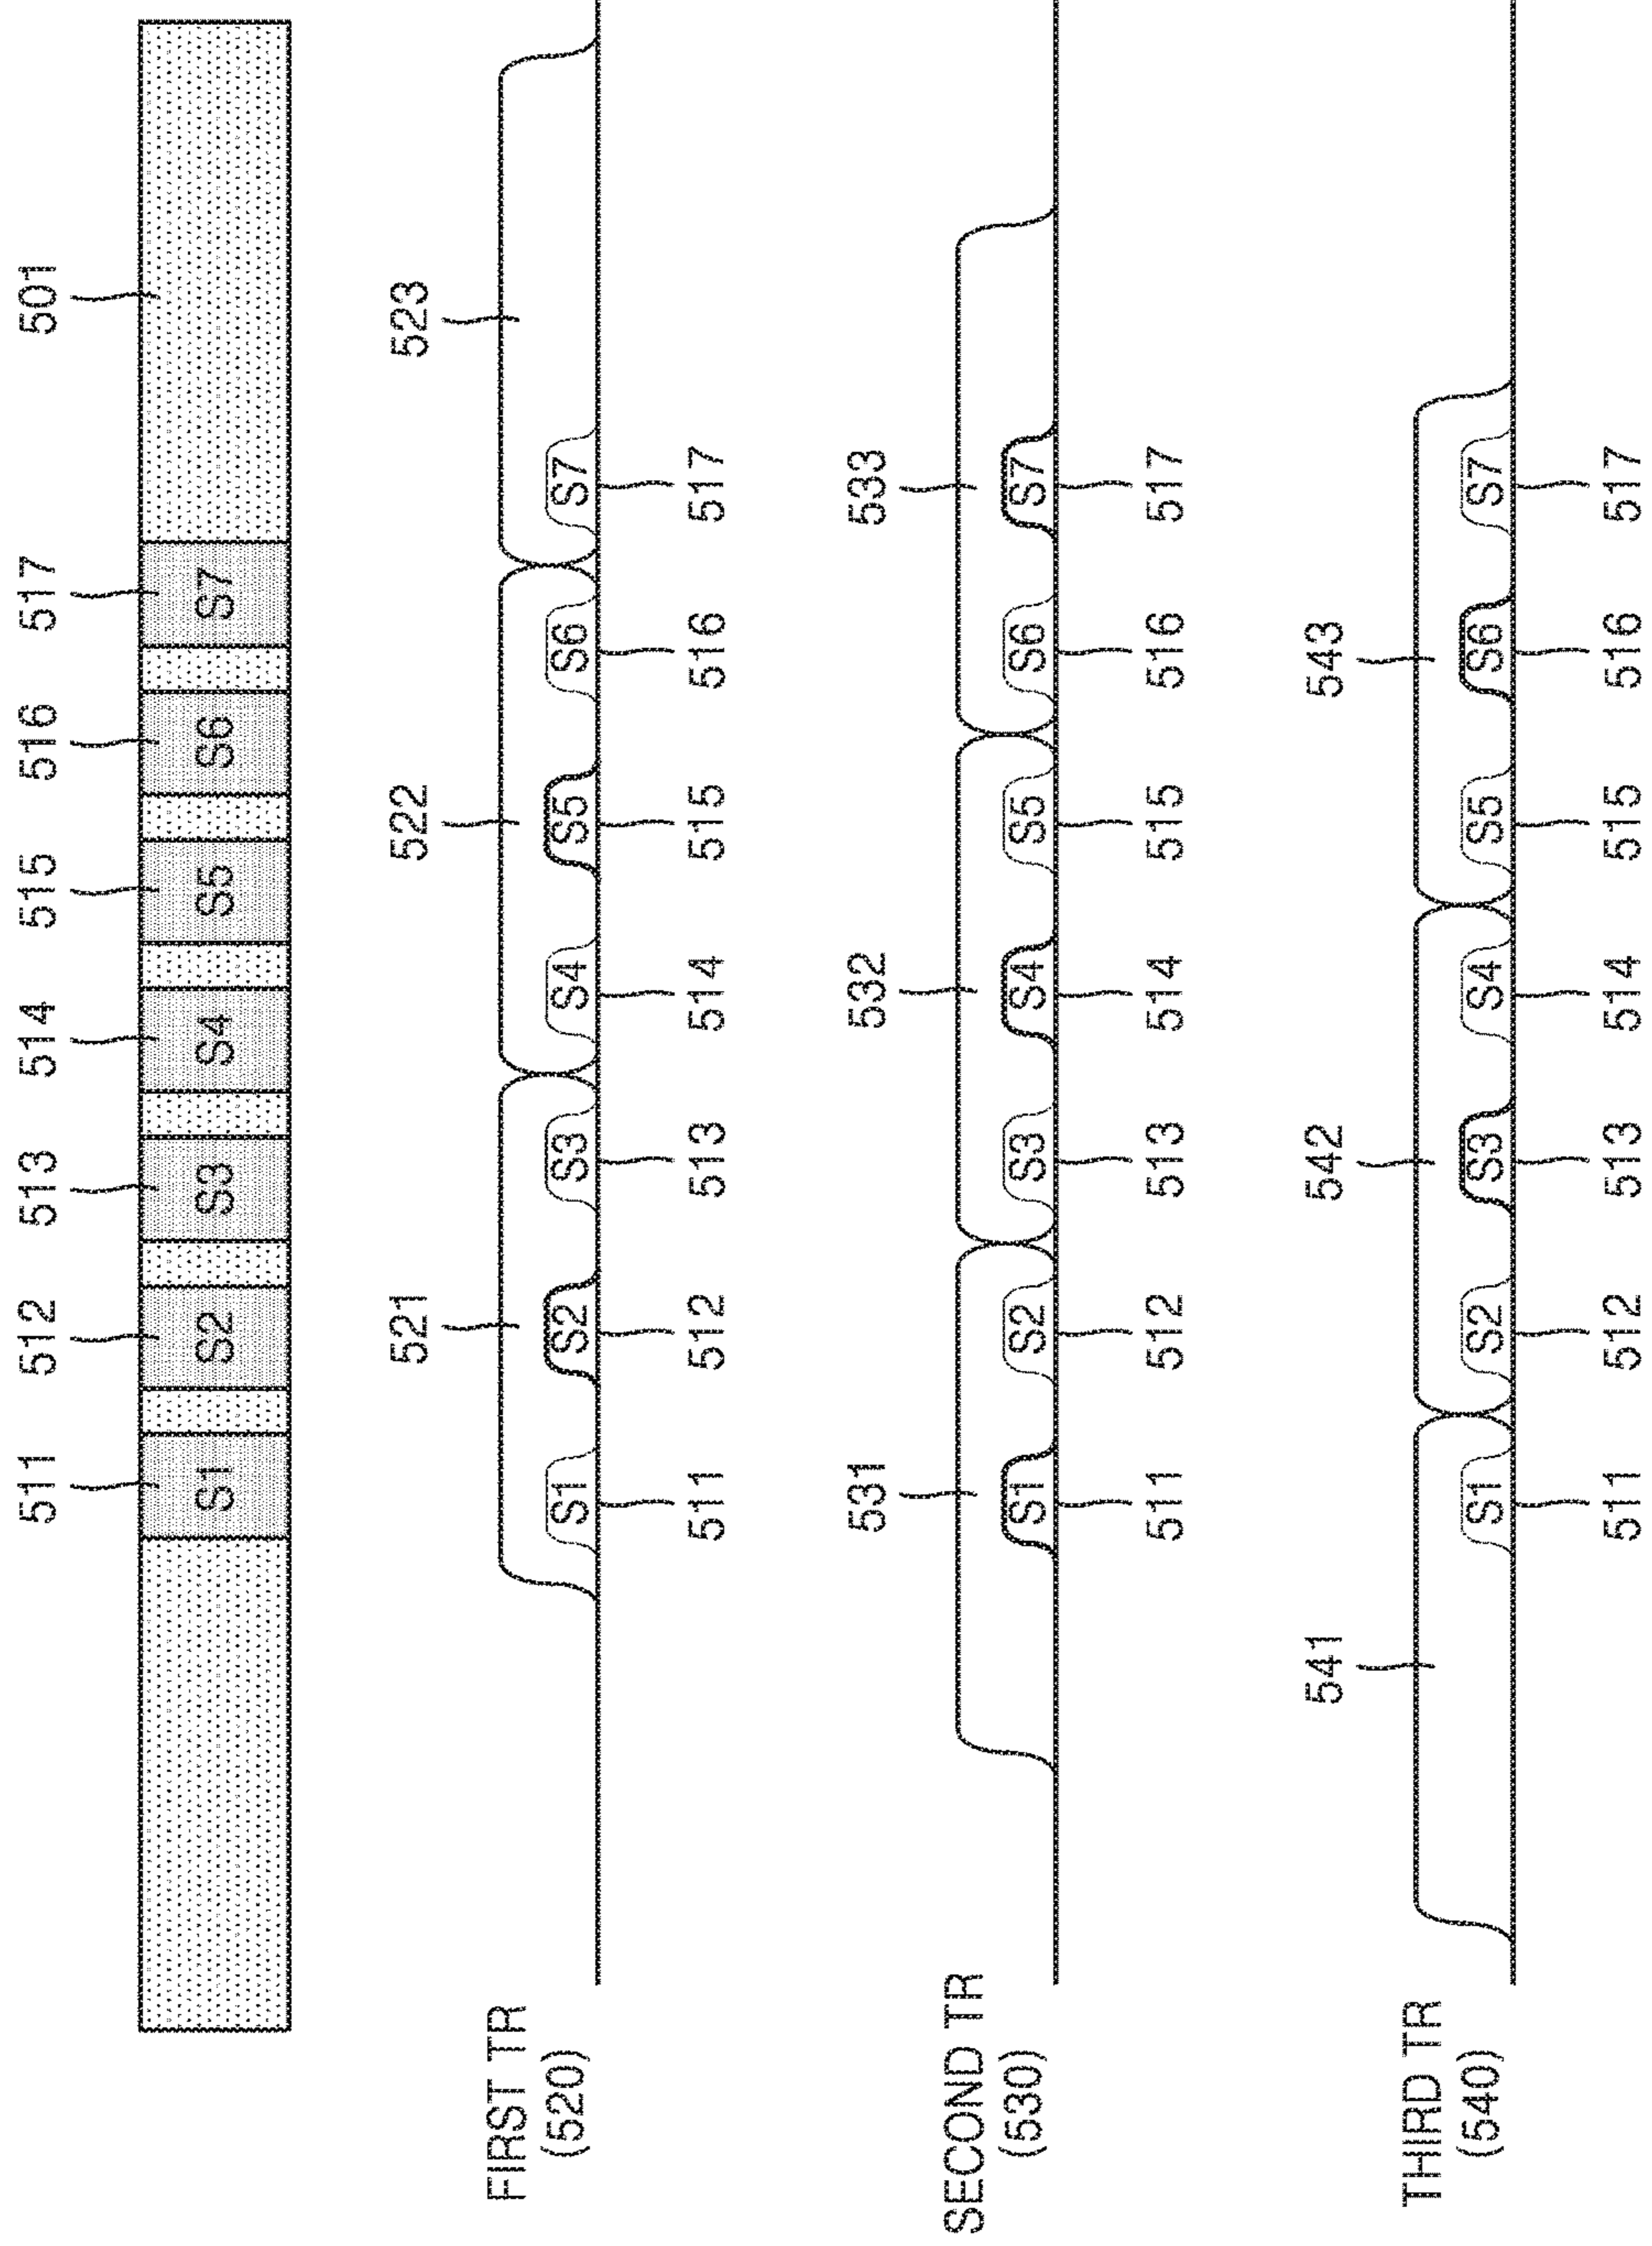 511 512 513 514 515 516 517 501
S1 S2 S3 S4 S5 S6 S7
521 522 523
FIRST TR
(520)
S1 S2 S3 S4 S5 S6 S7
511 512 513 514 515 516 517
531 532 533
SECOND TR
(530)
S1 S2 S3 S4 S5 S6 S7
511 512 513 514 515 516 517
541 542 543
THIRD TR
(540)
S1 S2 S3 S4 S5 S6 S7
511 512 513 514 515 516 517